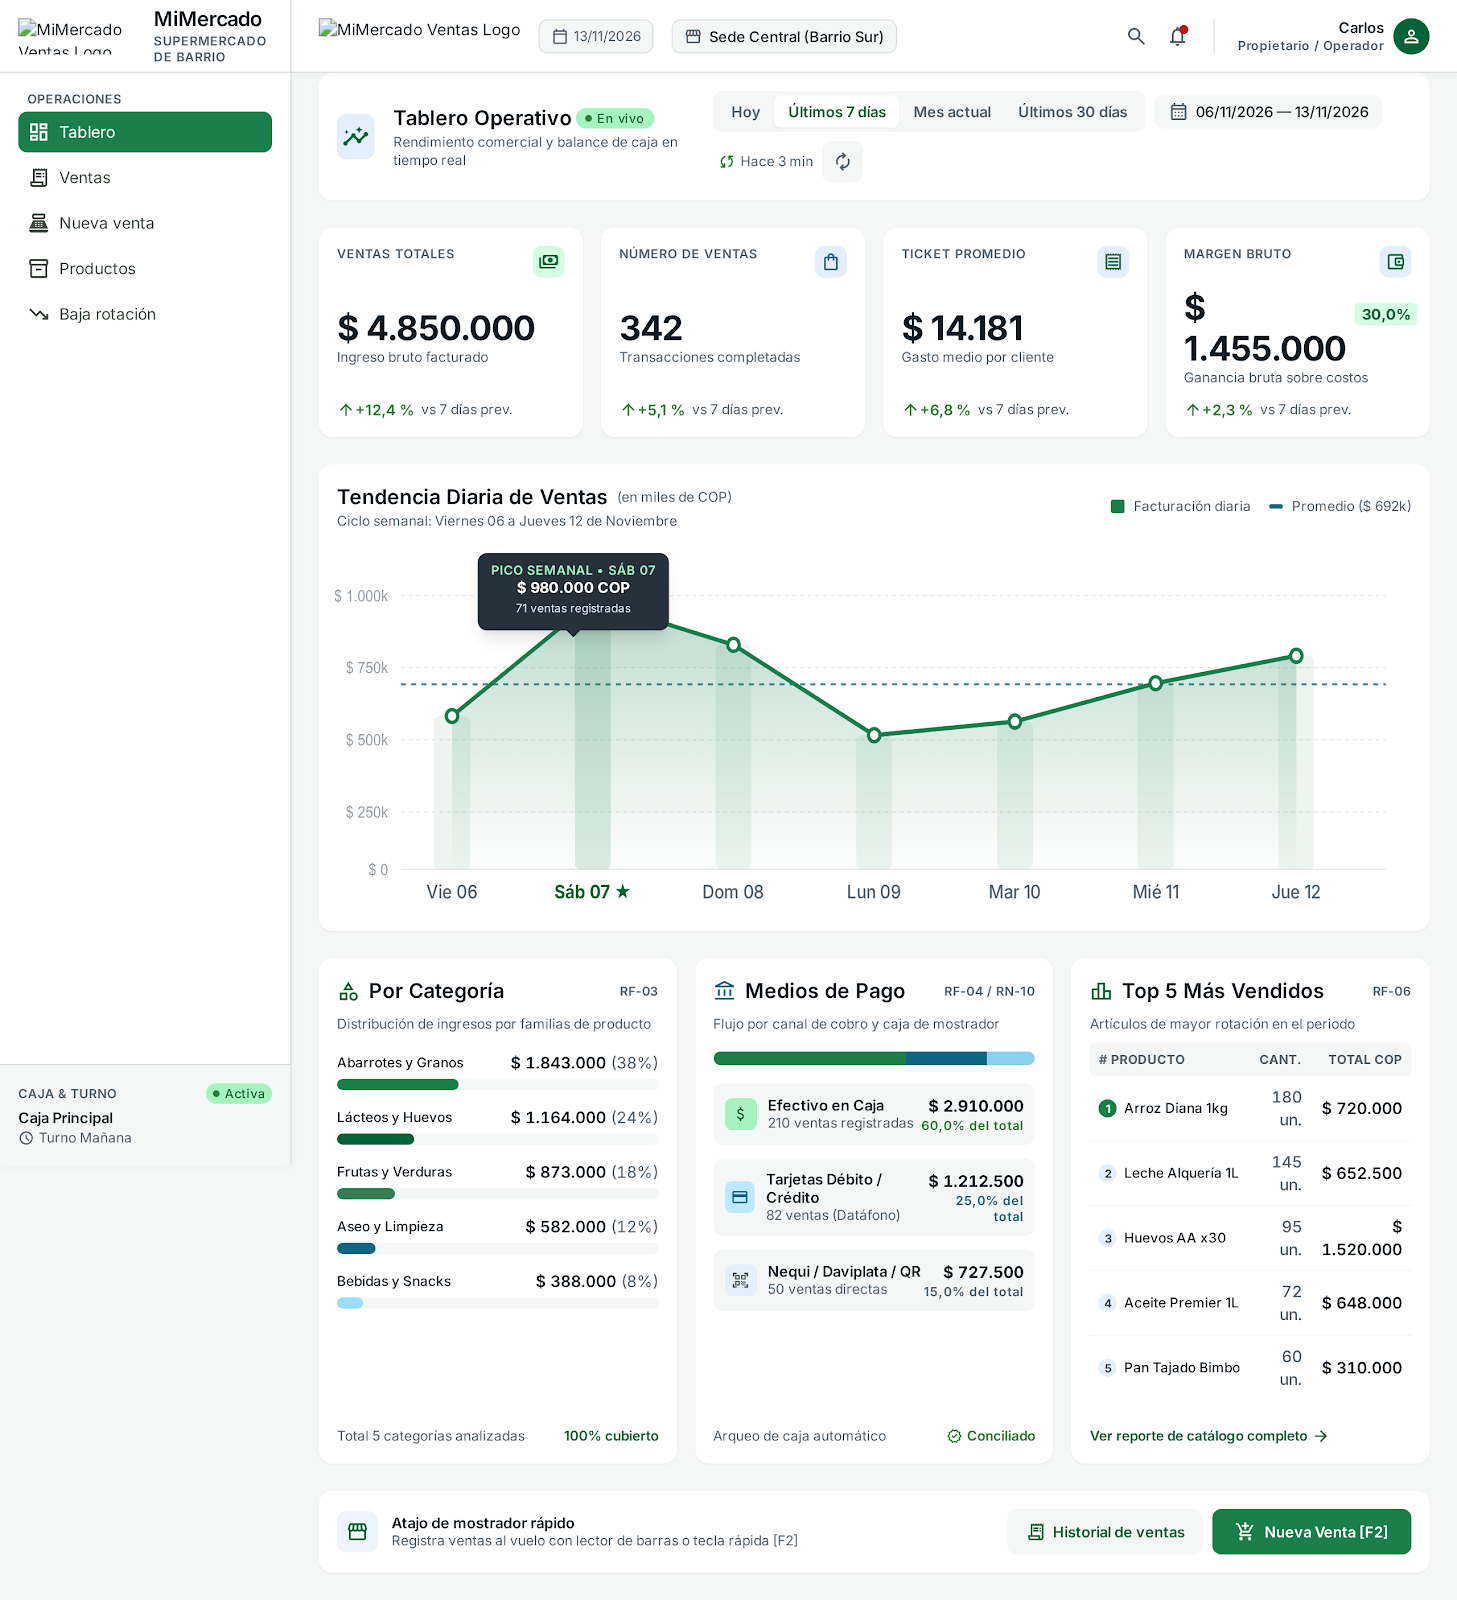 MiMercado
Ventas Logo
MiMercado
SUPERMERCADO
DE BARRIO
MiMercado Ventas Logo
13/11/2026
Sede Central (Barrio Sur)
Carlos
Propietario / Operador
OPERACIONES
Tablero
Ventas
Nueva venta
Productos
Baja rotación
CAJA & TURNO
Activa
Caja Principal
Turno Mañana
Tablero Operativo
En vivo
Rendimiento comercial y balance de caja en
tiempo real
Hoy
Últimos 7 días
Mes actual
Últimos 30 días
06/11/2026 — 13/11/2026
Hace 3 min
VENTAS TOTALES
$ 4.850.000
Ingreso bruto facturado
+12,4 % vs 7 días prev.
NÚMERO DE VENTAS
342
Transacciones completadas
+5,1 % vs 7 días prev.
TICKET PROMEDIO
$ 14.181
Gasto medio por cliente
+6,8 % vs 7 días prev.
MARGEN BRUTO
$
1.455.000
30,0%
Ganancia bruta sobre costos
+2,3 % vs 7 días prev.
Tendencia Diaria de Ventas (en miles de COP)
Ciclo semanal: Viernes 06 a Jueves 12 de Noviembre
Facturación diaria
Promedio ($ 692k)
PICO SEMANAL • SÁB 07
$ 980.000 COP
71 ventas registradas
$ 1.000k
$ 750k
$ 500k
$ 250k
$ 0
Vie 06
Sáb 07 ★
Dom 08
Lun 09
Mar 10
Mié 11
Jue 12
Por Categoría
RF-03
Distribución de ingresos por familias de producto
Abarrotes y Granos $ 1.843.000 (38%)
Lácteos y Huevos $ 1.164.000 (24%)
Frutas y Verduras $ 873.000 (18%)
Aseo y Limpieza $ 582.000 (12%)
Bebidas y Snacks $ 388.000 (8%)
Total 5 categorías analizadas
100% cubierto
Medios de Pago
RF-04 / RN-10
Flujo por canal de cobro y caja de mostrador
Efectivo en Caja
210 ventas registradas
$ 2.910.000
60,0% del total
Tarjetas Débito /
Crédito
82 ventas (Datáfono)
$ 1.212.500
25,0% del
total
Nequi / Daviplata / QR
50 ventas directas
$ 727.500
15,0% del total
Arqueo de caja automático
Conciliado
Top 5 Más Vendidos
RF-06
Artículos de mayor rotación en el periodo
# PRODUCTO CANT. TOTAL COP
1 Arroz Diana 1kg 180
un. $ 720.000
2 Leche Alquería 1L 145
un. $ 652.500
3 Huevos AA x30 95
un. $
1.520.000
4 Aceite Premier 1L 72
un. $ 648.000
5 Pan Tajado Bimbo 60
un. $ 310.000
Ver reporte de catálogo completo →
Atajo de mostrador rápido
Registra ventas al vuelo con lector de barras o tecla rápida [F2]
Historial de ventas
Nueva Venta [F2]